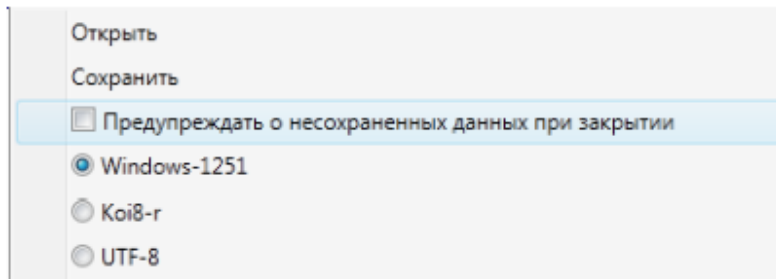 Открыть
Сохранить
Предупреждать о несохраненных данных при закрытии
Windows-1251
Koi8-r
UTF-8